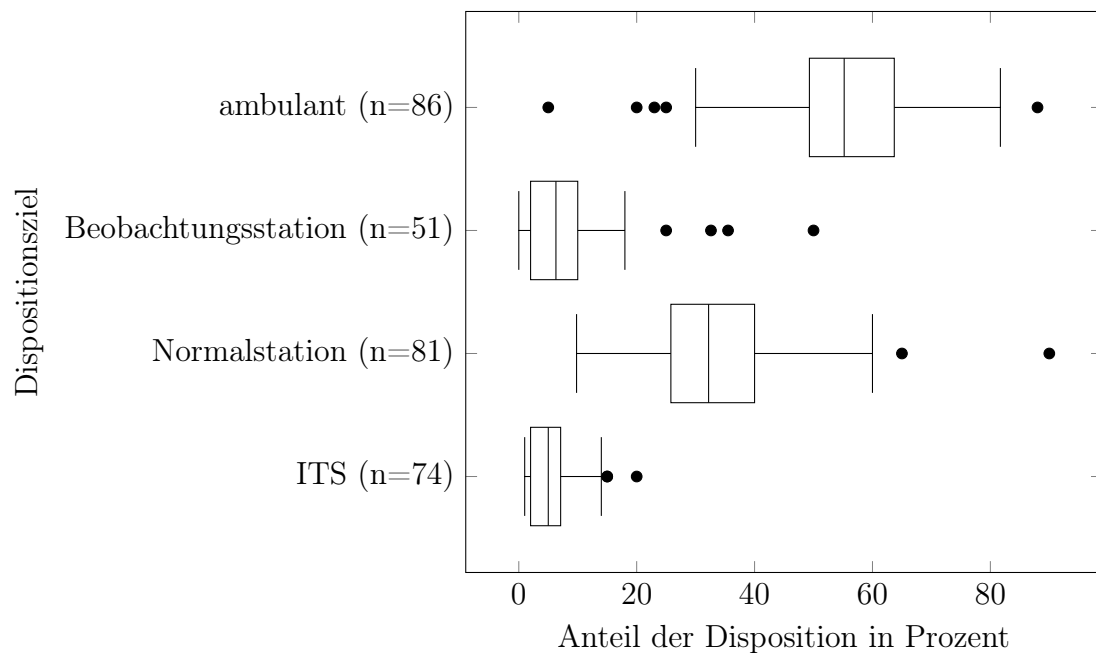 Dispositionsziel
ambulant (n=86)
Beobachtungsstation (n=51)
Normalstation (n=81)
ITS (n=74)
0 20 40 60 80
Anteil der Disposition in Prozent